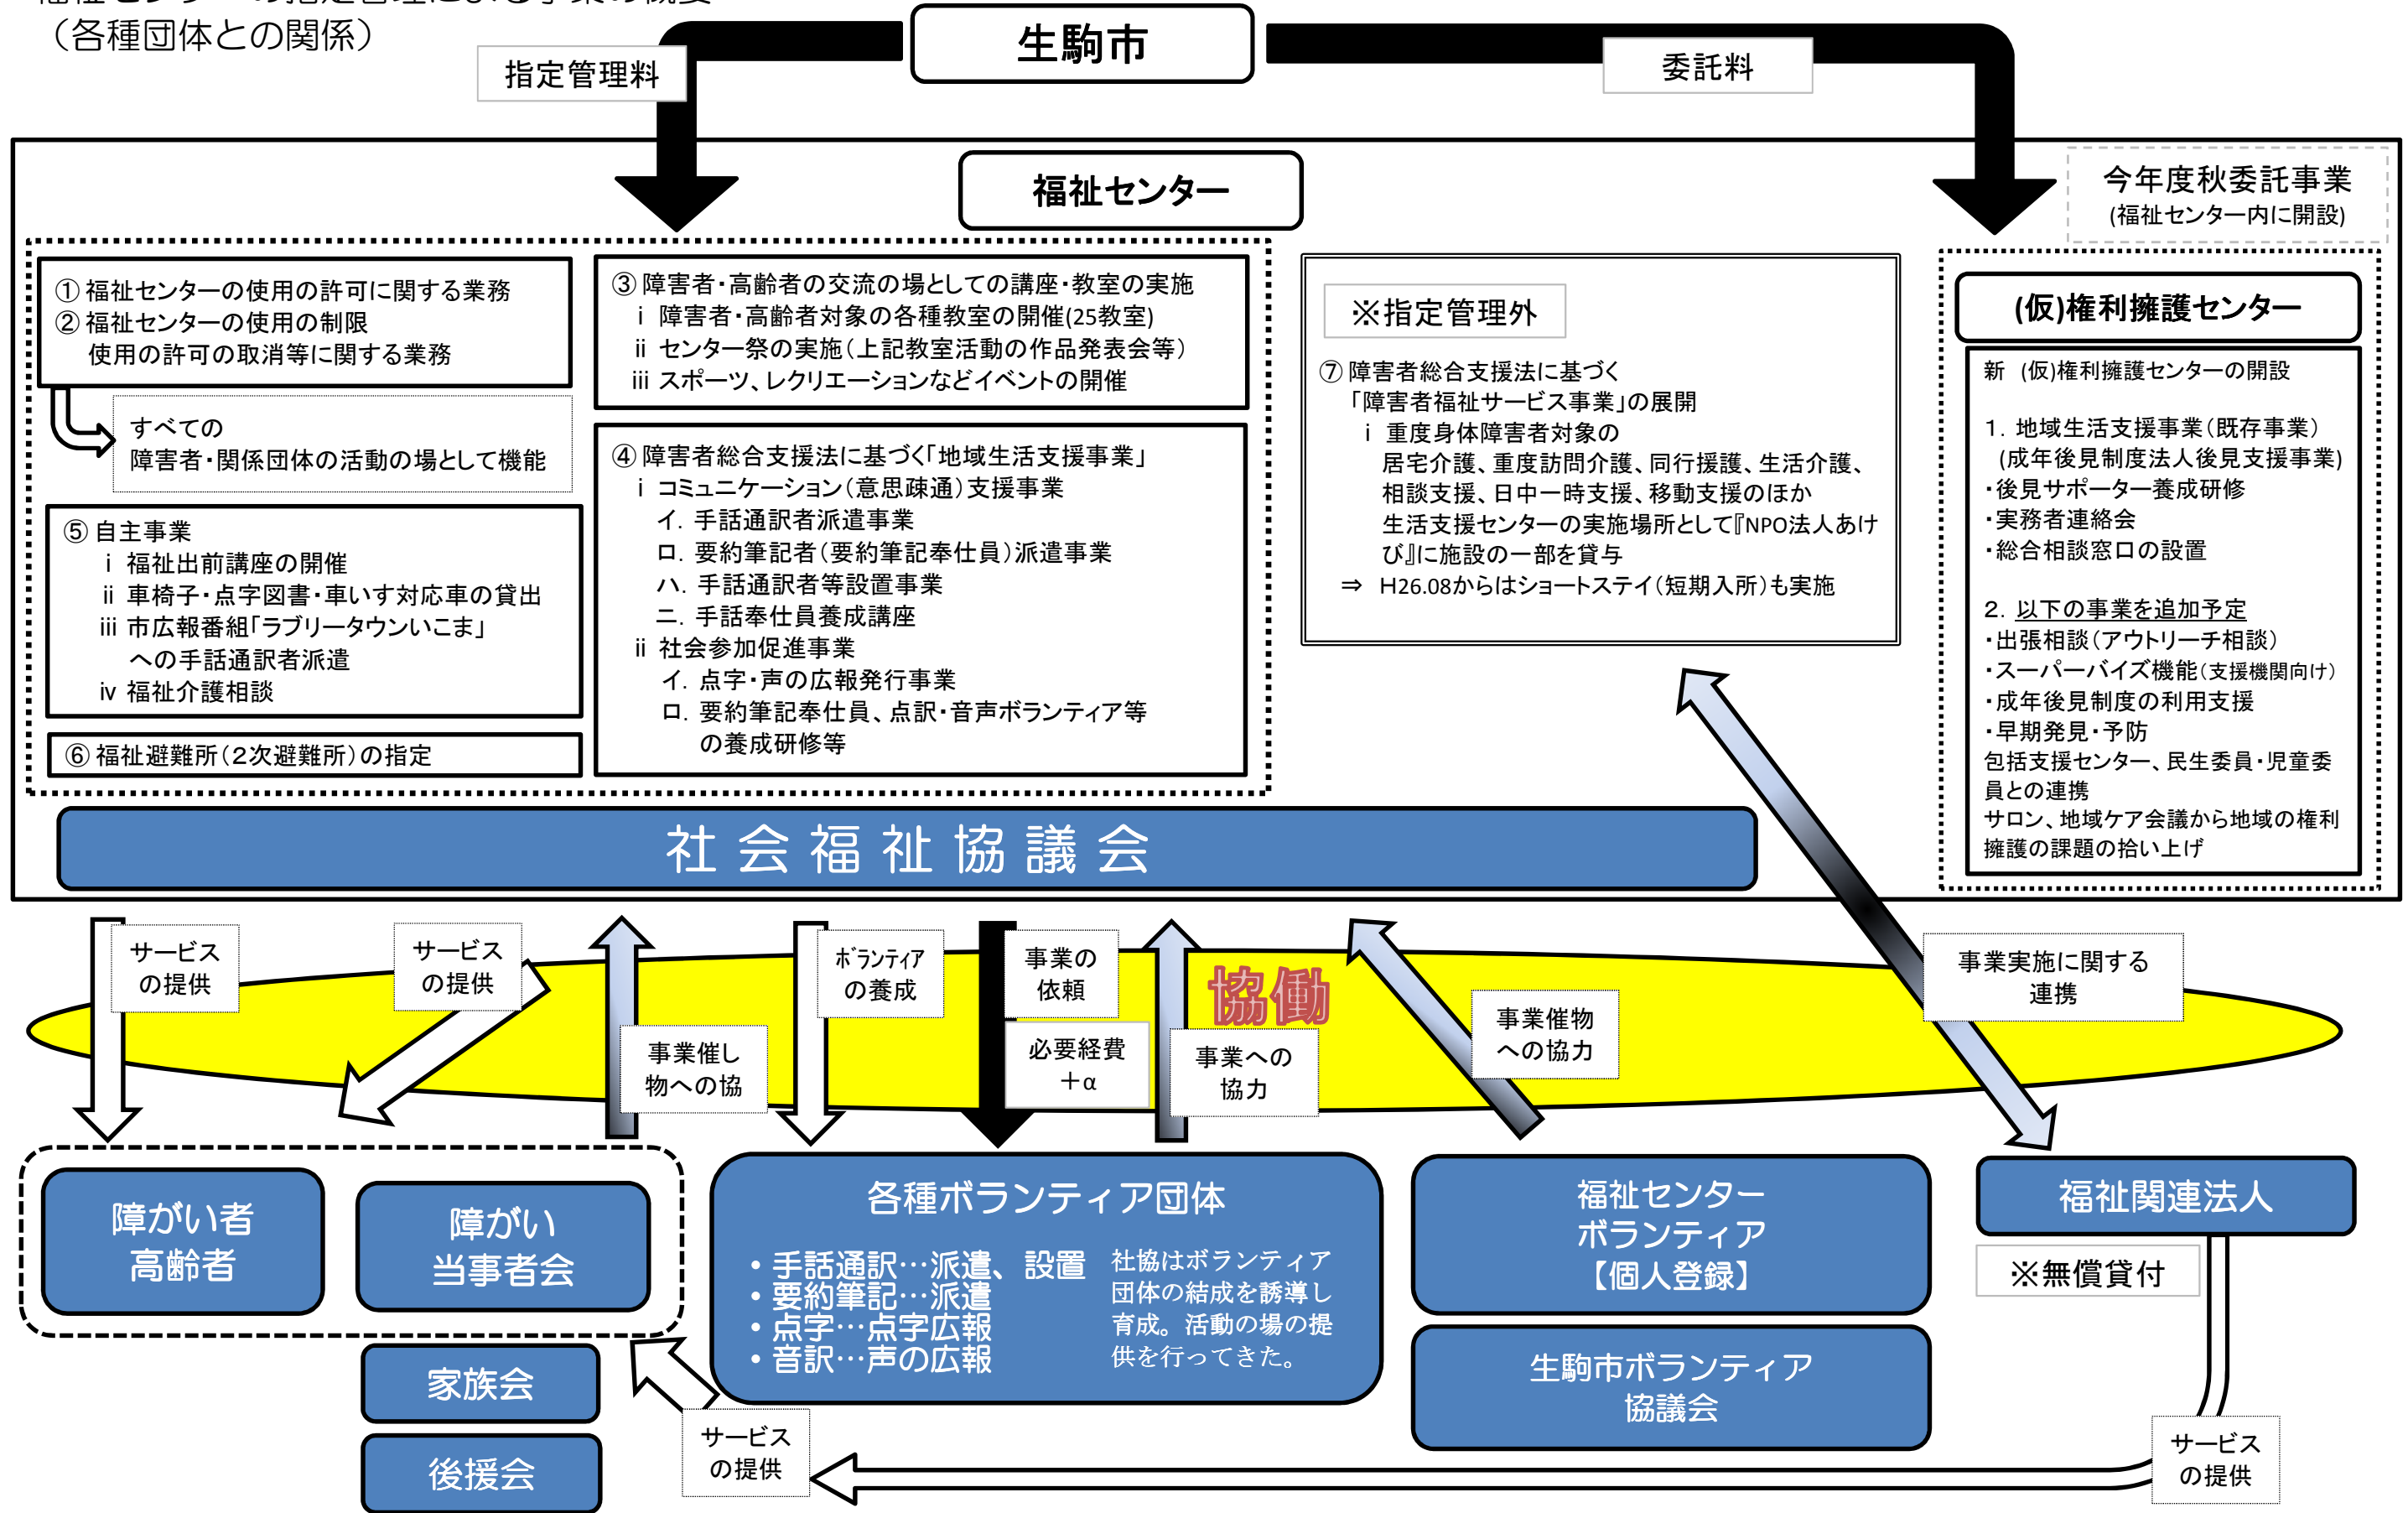 福祉センターの指定管理による事業の概要
（各種団体との関係）
生駒市
指定管理料
委託料
福祉センター
今年度秋委託事業
(福祉センター内に開設)
① 福祉センターの使用の許可に関する業務
② 福祉センターの使用の制限
使用の許可の取消等に関する業務
すべての
障害者・関係団体の活動の場として機能
③ 障害者・高齢者の交流の場としての講座・教室の実施
ⅰ 障害者・高齢者対象の各種教室の開催(25教室)
ⅱ センター祭の実施（上記教室活動の作品発表会等）
ⅲ スポーツ、レクリエーションなどイベントの開催
④ 障害者総合支援法に基づく「地域生活支援事業」
ⅰ コミュニケーション（意思疎通）支援事業
イ. 手話通訳者派遣事業
ロ. 要約筆記者（要約筆記奉仕員）派遣事業
ハ. 手話通訳者等設置事業
ニ. 手話奉仕員養成講座
ⅱ 社会参加促進事業
イ. 点字・声の広報発行事業
ロ. 要約筆記奉仕員、点訳・音声ボランティア等
の養成研修等
⑤ 自主事業
ⅰ 福祉出前講座の開催
ⅱ 車椅子・点字図書・車いす対応車の貸出
ⅲ 市広報番組「ラブリータウンいこま」
への手話通訳者派遣
ⅳ 福祉介護相談
⑥ 福祉避難所（２次避難所）の指定
※指定管理外
⑦ 障害者総合支援法に基づく
「障害者福祉サービス事業」の展開
ⅰ 重度身体障害者対象の
居宅介護、重度訪問介護、同行援護、生活介護、
相談支援、日中一時支援、移動支援のほか
生活支援センターの実施場所として『NPO法人あけ
び』に施設の一部を貸与
⇒ H26.08からはショートステイ（短期入所）も実施
(仮)権利擁護センター
新 (仮)権利擁護センターの開設
１. 地域生活支援事業（既存事業）
(成年後見制度法人後見支援事業)
・後見サポーター養成研修
・実務者連絡会
・総合相談窓口の設置
２. 以下の事業を追加予定
・出張相談（アウトリーチ相談）
・スーパーバイズ機能（支援機関向け）
・成年後見制度の利用支援
・早期発見・予防
包括支援センター、民生委員・児童委
員との連携
サロン、地域ケア会議から地域の権利
擁護の課題の拾い上げ
社会福祉協議会
サービス
の提供
サービス
の提供
事業催し
物への協
ﾎﾞﾗﾝﾃｨｱ
の養成
事業の
依頼
必要経費
＋α
協働
事業への
協力
事業催物
への協力
事業実施に関する
連携
障がい者
高齢者
障がい
当事者会
家族会
後援会
各種ボランティア団体
• 手話通訳…派遣、設置
• 要約筆記…派遣
• 点字…点字広報
• 音訳…声の広報
社協はボランティア
団体の結成を誘導し
育成。活動の場の提
供を行ってきた。
福祉センター
ボランティア
【個人登録】
生駒市ボランティア
協議会
福祉関連法人
※無償貸付
サービス
の提供
サービス
の提供